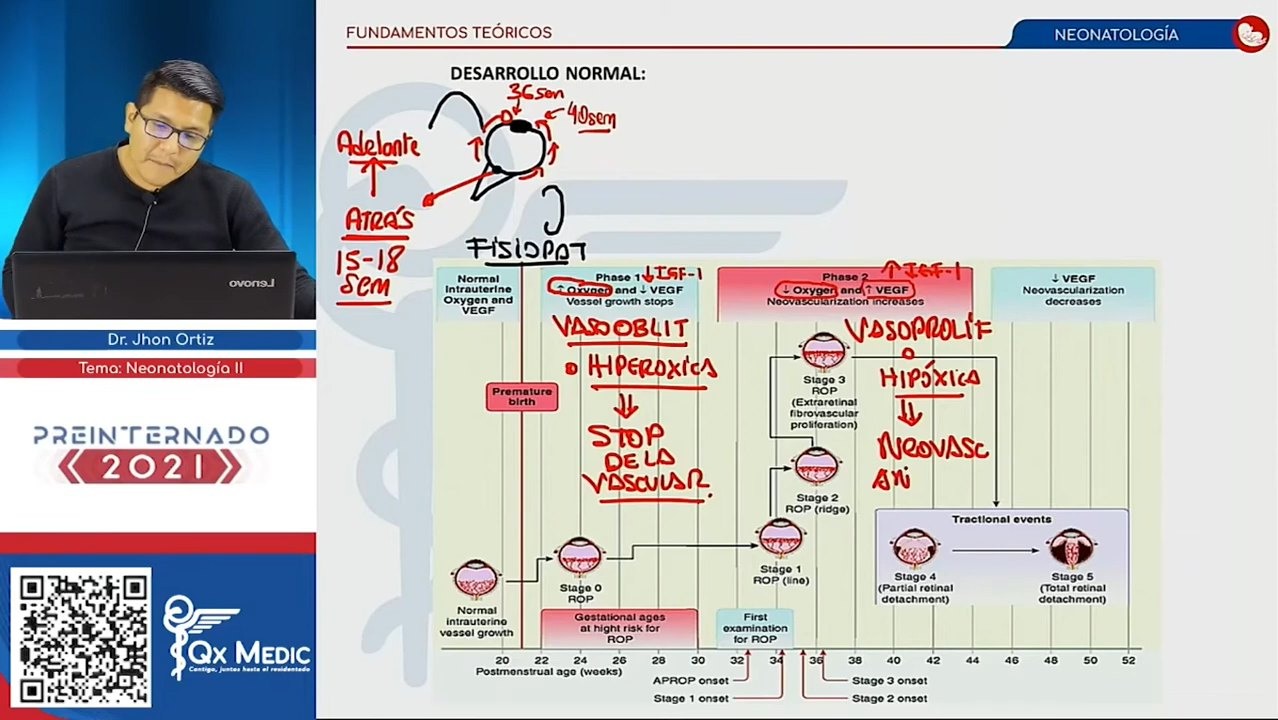 FUNDAMENTOS TEÓRICOS
NEONATOLOGÍA
DESARROLLO NORMAL:
36sem
40sem
Adelante
ATRÁS
15-18
SEM
FISIOPAT
Normal
Intrauterine
Oxygen and
VEGF
Phase 1
↓IGF-1
↑ Oxygen and ↓ VEGF
Vessel growth stops
VASOOBLIT
HIPEROXICA
STOP
DE LA
VASCULAR.
Phase 2
↑ IGF-1
↓ Oxygen and ↑ VEGF
Neovascularization increases
VASOPROLIF
HIPÓXICA
NEOVASC
↓ VEGF
Neovascularization
decreases
Premature
birth
Stage 3
ROP
(Extraretinal
fibrovascular
proliferation)
Stage 2
ROP (ridge)
Stage 1
ROP (line)
Stage 0
ROP
Normal
intrauterine
vessel growth
Tractional events
Stage 4
(Partial retinal
detachment)
Stage 5
(Total retinal
detachment)
Gestational ages
at hight risk for
ROP
First
examination
for ROP
20 22 24 26 28 30 32 34 36 38 40 42 44 46 48 50 52
Postmenstrual age (weeks)
APROP onset
Stage 1 onset
Stage 3 onset
Stage 2 onset
Lenovo
Dr. Jhon Ortiz
Tema: Neonatología II
PREINTERNADO
2021
QX MEDIC
Contigo, juntos hasta el residentado